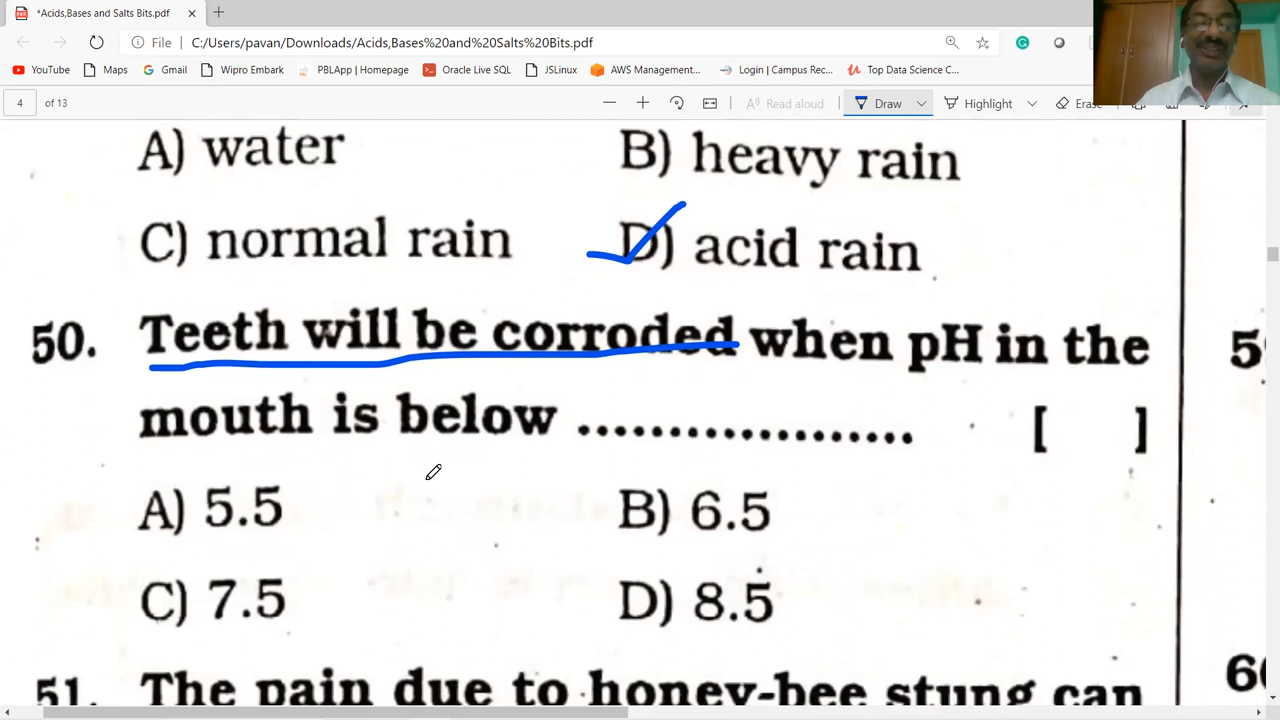 *Acids,Bases and Salts Bits.pdf
File C:/Users/pavan/Downloads/Acids,Bases%20and%20Salts%20Bits.pdf
YouTube Maps Gmail Wipro Embark PBLApp | Homepage Oracle Live SQL JSLinux AWS Management... Login | Campus Rec... Top Data Science C...
4 of 13 Read aloud Draw Highlight Erase
A) water B) heavy rain
C) normal rain D) acid rain
50. Teeth will be corroded when pH in the
mouth is below ................... [ ]
A) 5.5 B) 6.5
C) 7.5 D) 8.5
51. The pain due to honey-bee stung can